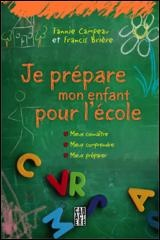 Fannie Campeau
et Francis Brière
Je prépare
mon enfant
pour l'école
Mieux connaître
Mieux comprendre
Mieux préparer
C V R